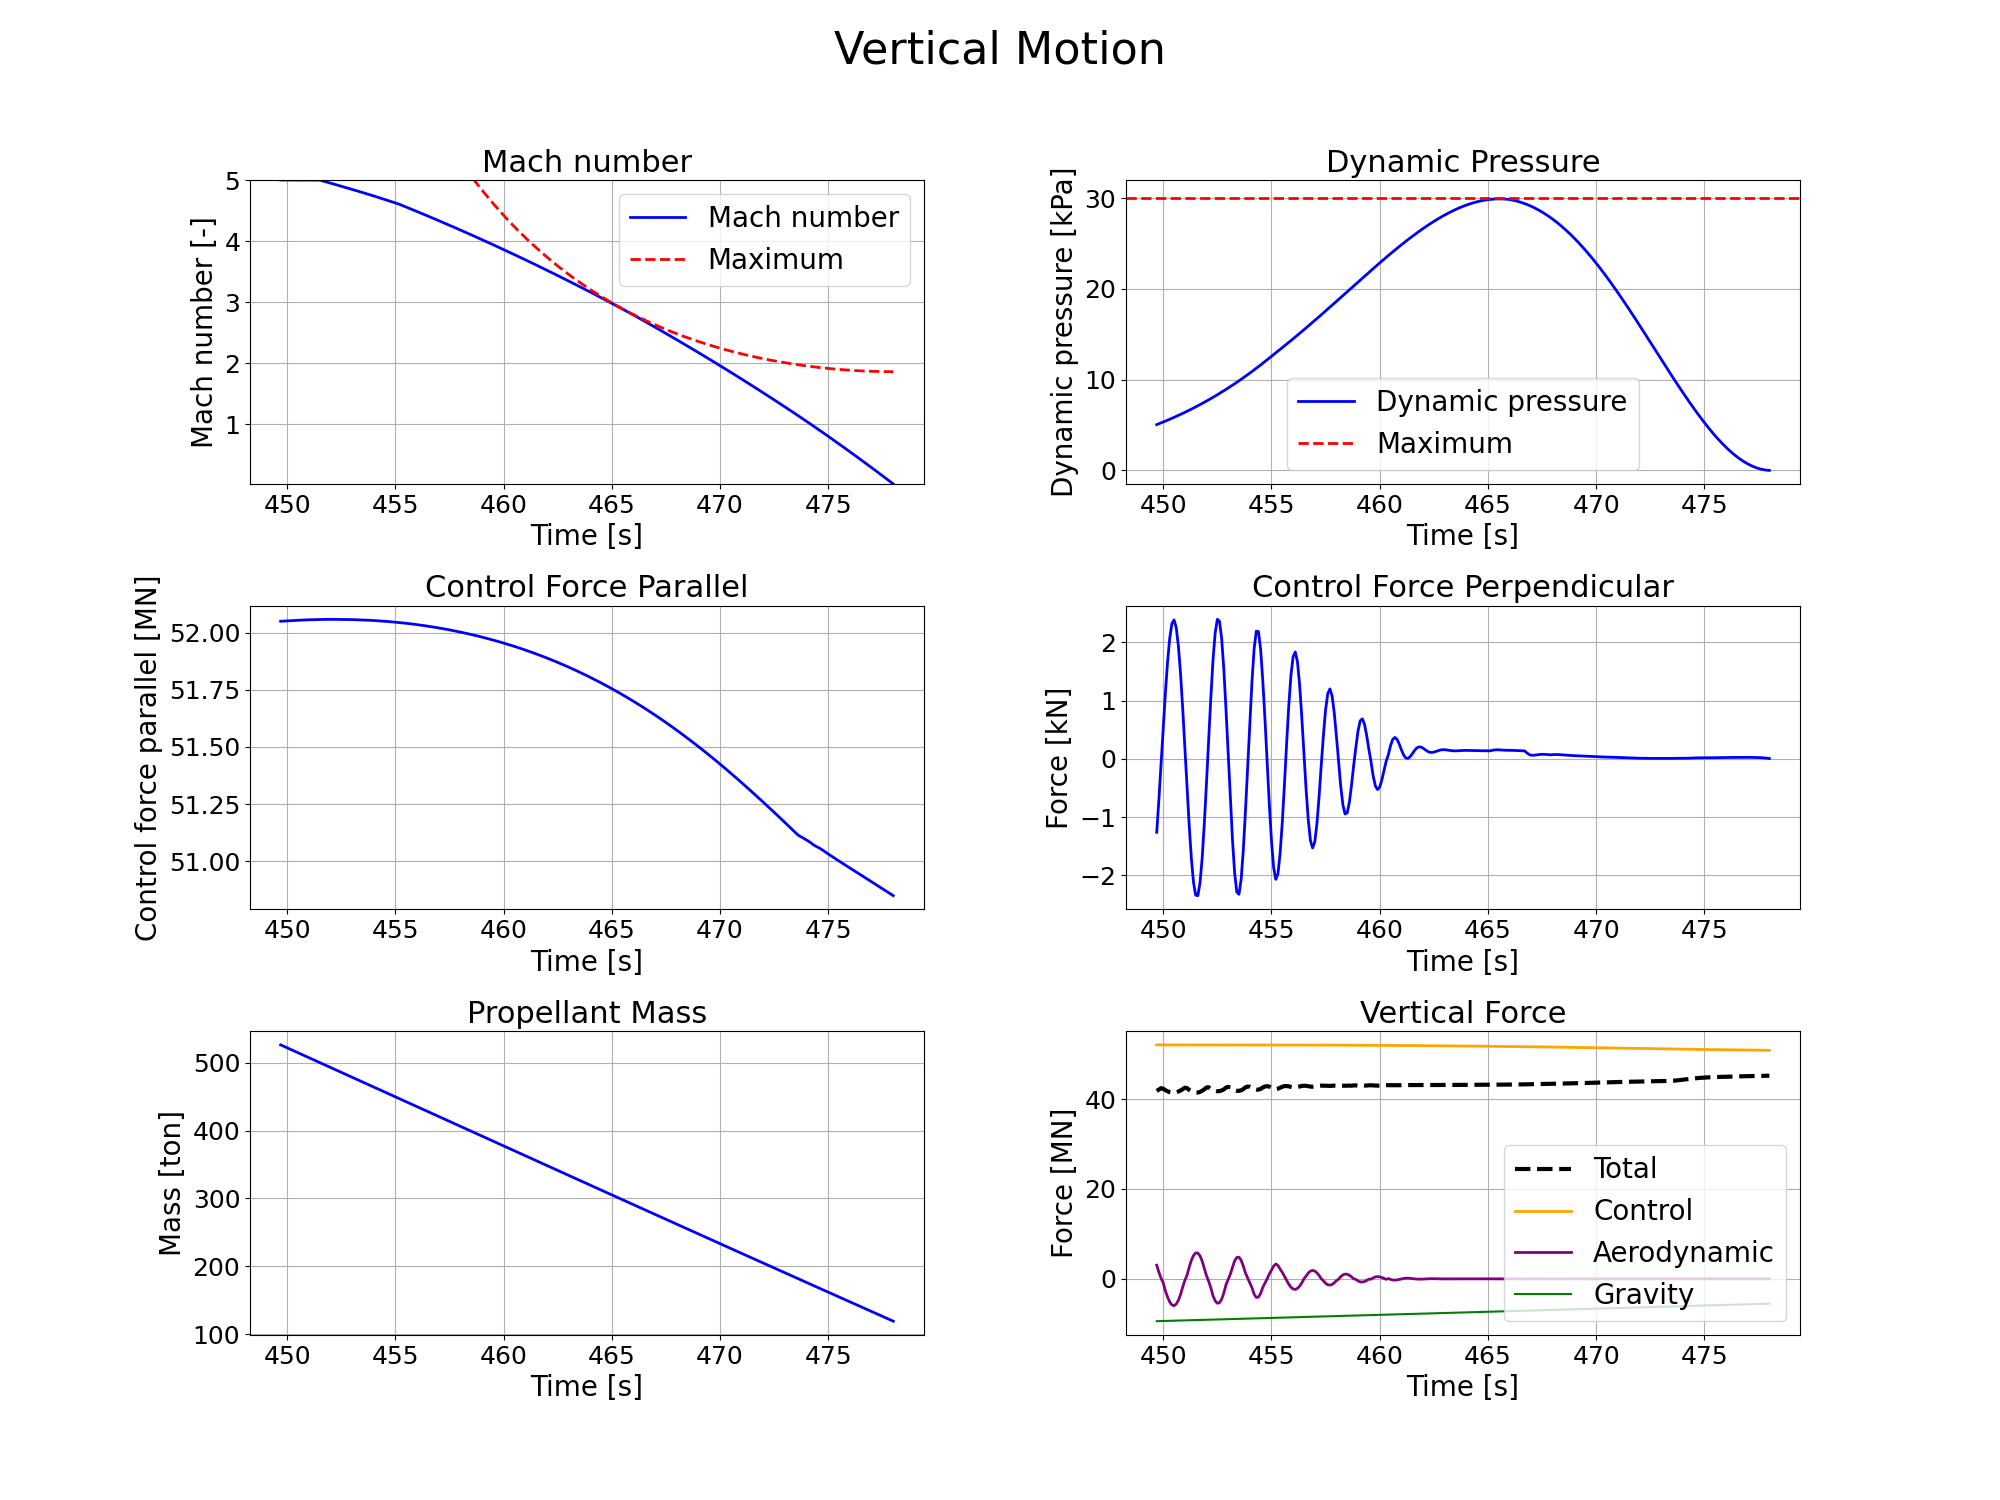 Vertical Motion
Mach number
Mach number [-]
5
4
3
2
1
Mach number
Maximum
450 455 460 465 470 475
Time [s]
Dynamic Pressure
Dynamic pressure [kPa]
30
20
10
0
Dynamic pressure
Maximum
450 455 460 465 470 475
Time [s]
Control Force Parallel
Control force parallel [MN]
52.00
51.75
51.50
51.25
51.00
450 455 460 465 470 475
Time [s]
Control Force Perpendicular
Force [kN]
2
1
0
−1
−2
450 455 460 465 470 475
Time [s]
Propellant Mass
Mass [ton]
500
400
300
200
100
450 455 460 465 470 475
Time [s]
Vertical Force
Force [MN]
40
20
0
Total
Control
Aerodynamic
Gravity
450 455 460 465 470 475
Time [s]